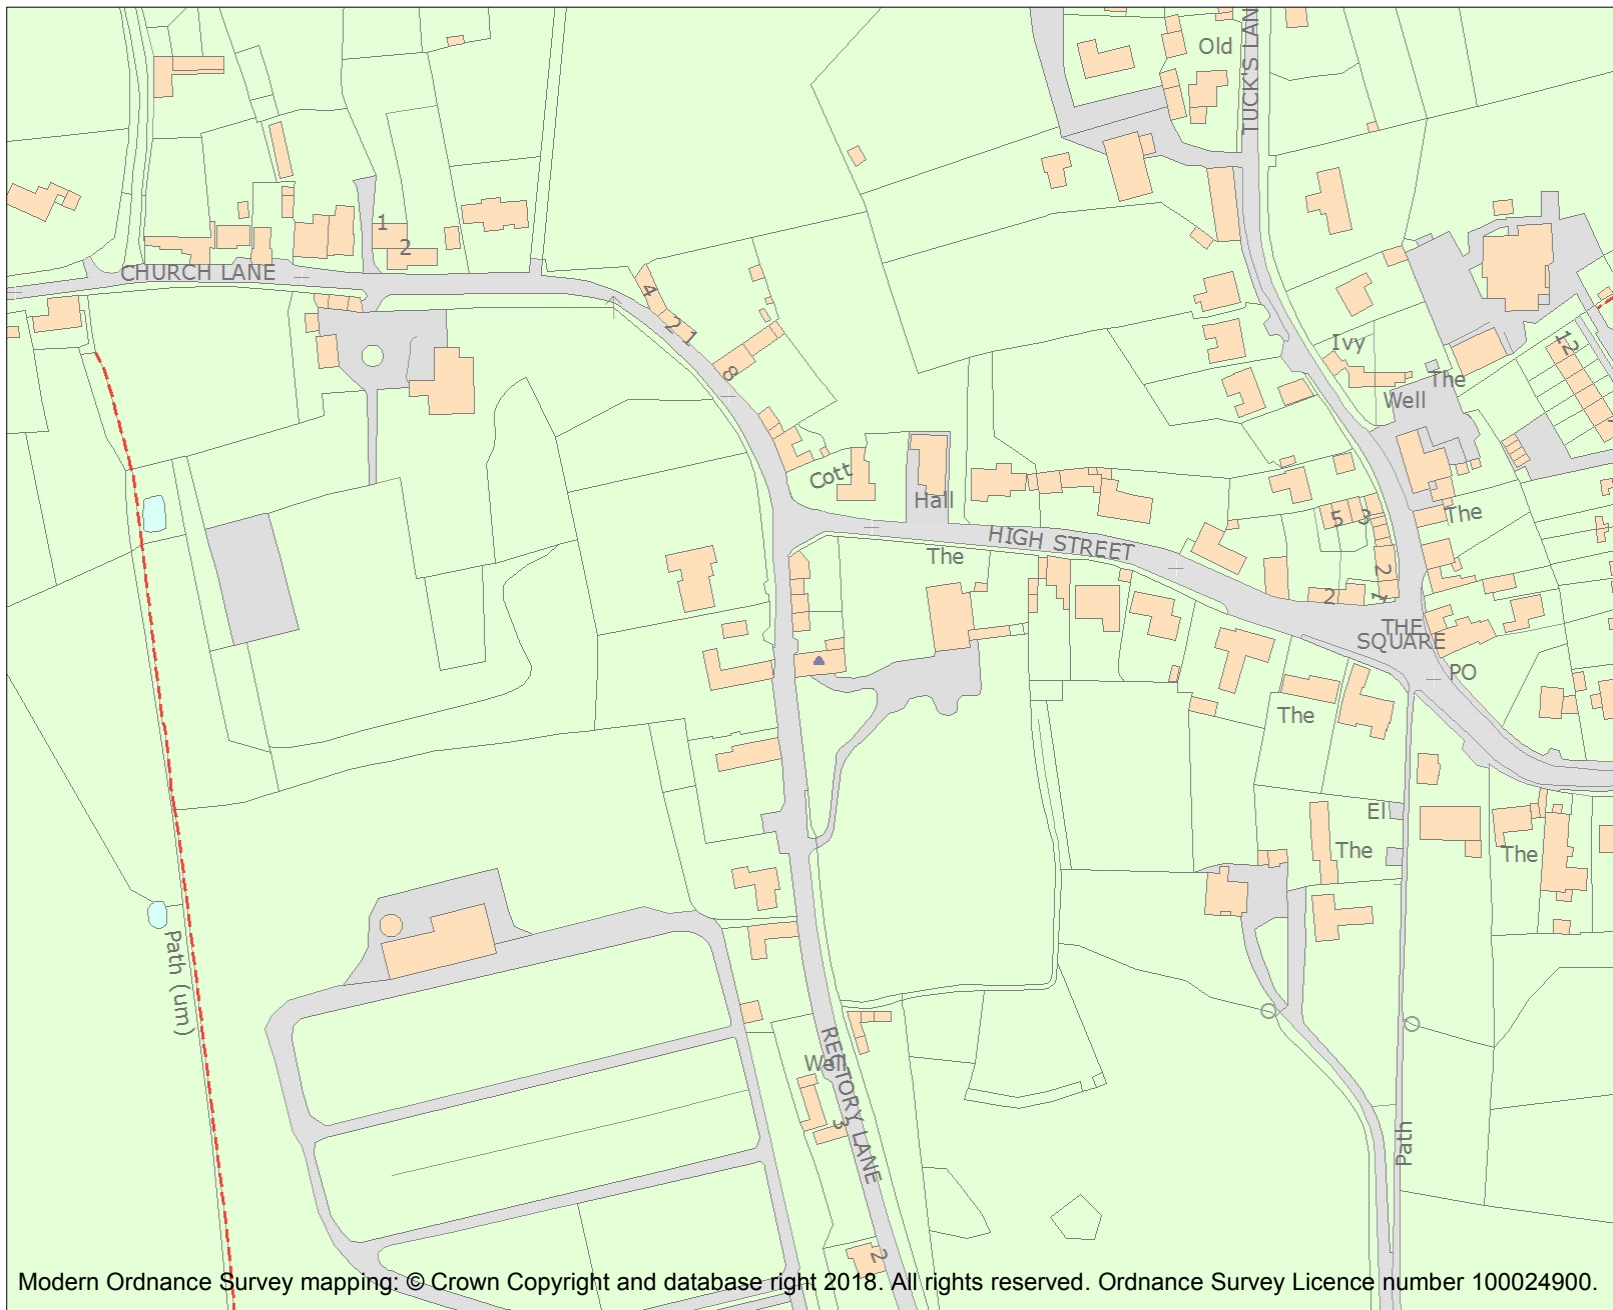 Old
TUCK'S LAN
1
2
CHURCH LANE
4
2 1
8
Ivy
The
Well
12
Cott
Hall
HIGH STREET
The
5
3
The
2
2
1
THE
SQUARE
PO
The
El
The
The
Path (um)
Well
RECTORY LANE
3
Path
2
Modern Ordnance Survey mapping: © Crown Copyright and database right 2018. All rights reserved. Ordnance Survey Licence number 100024900.